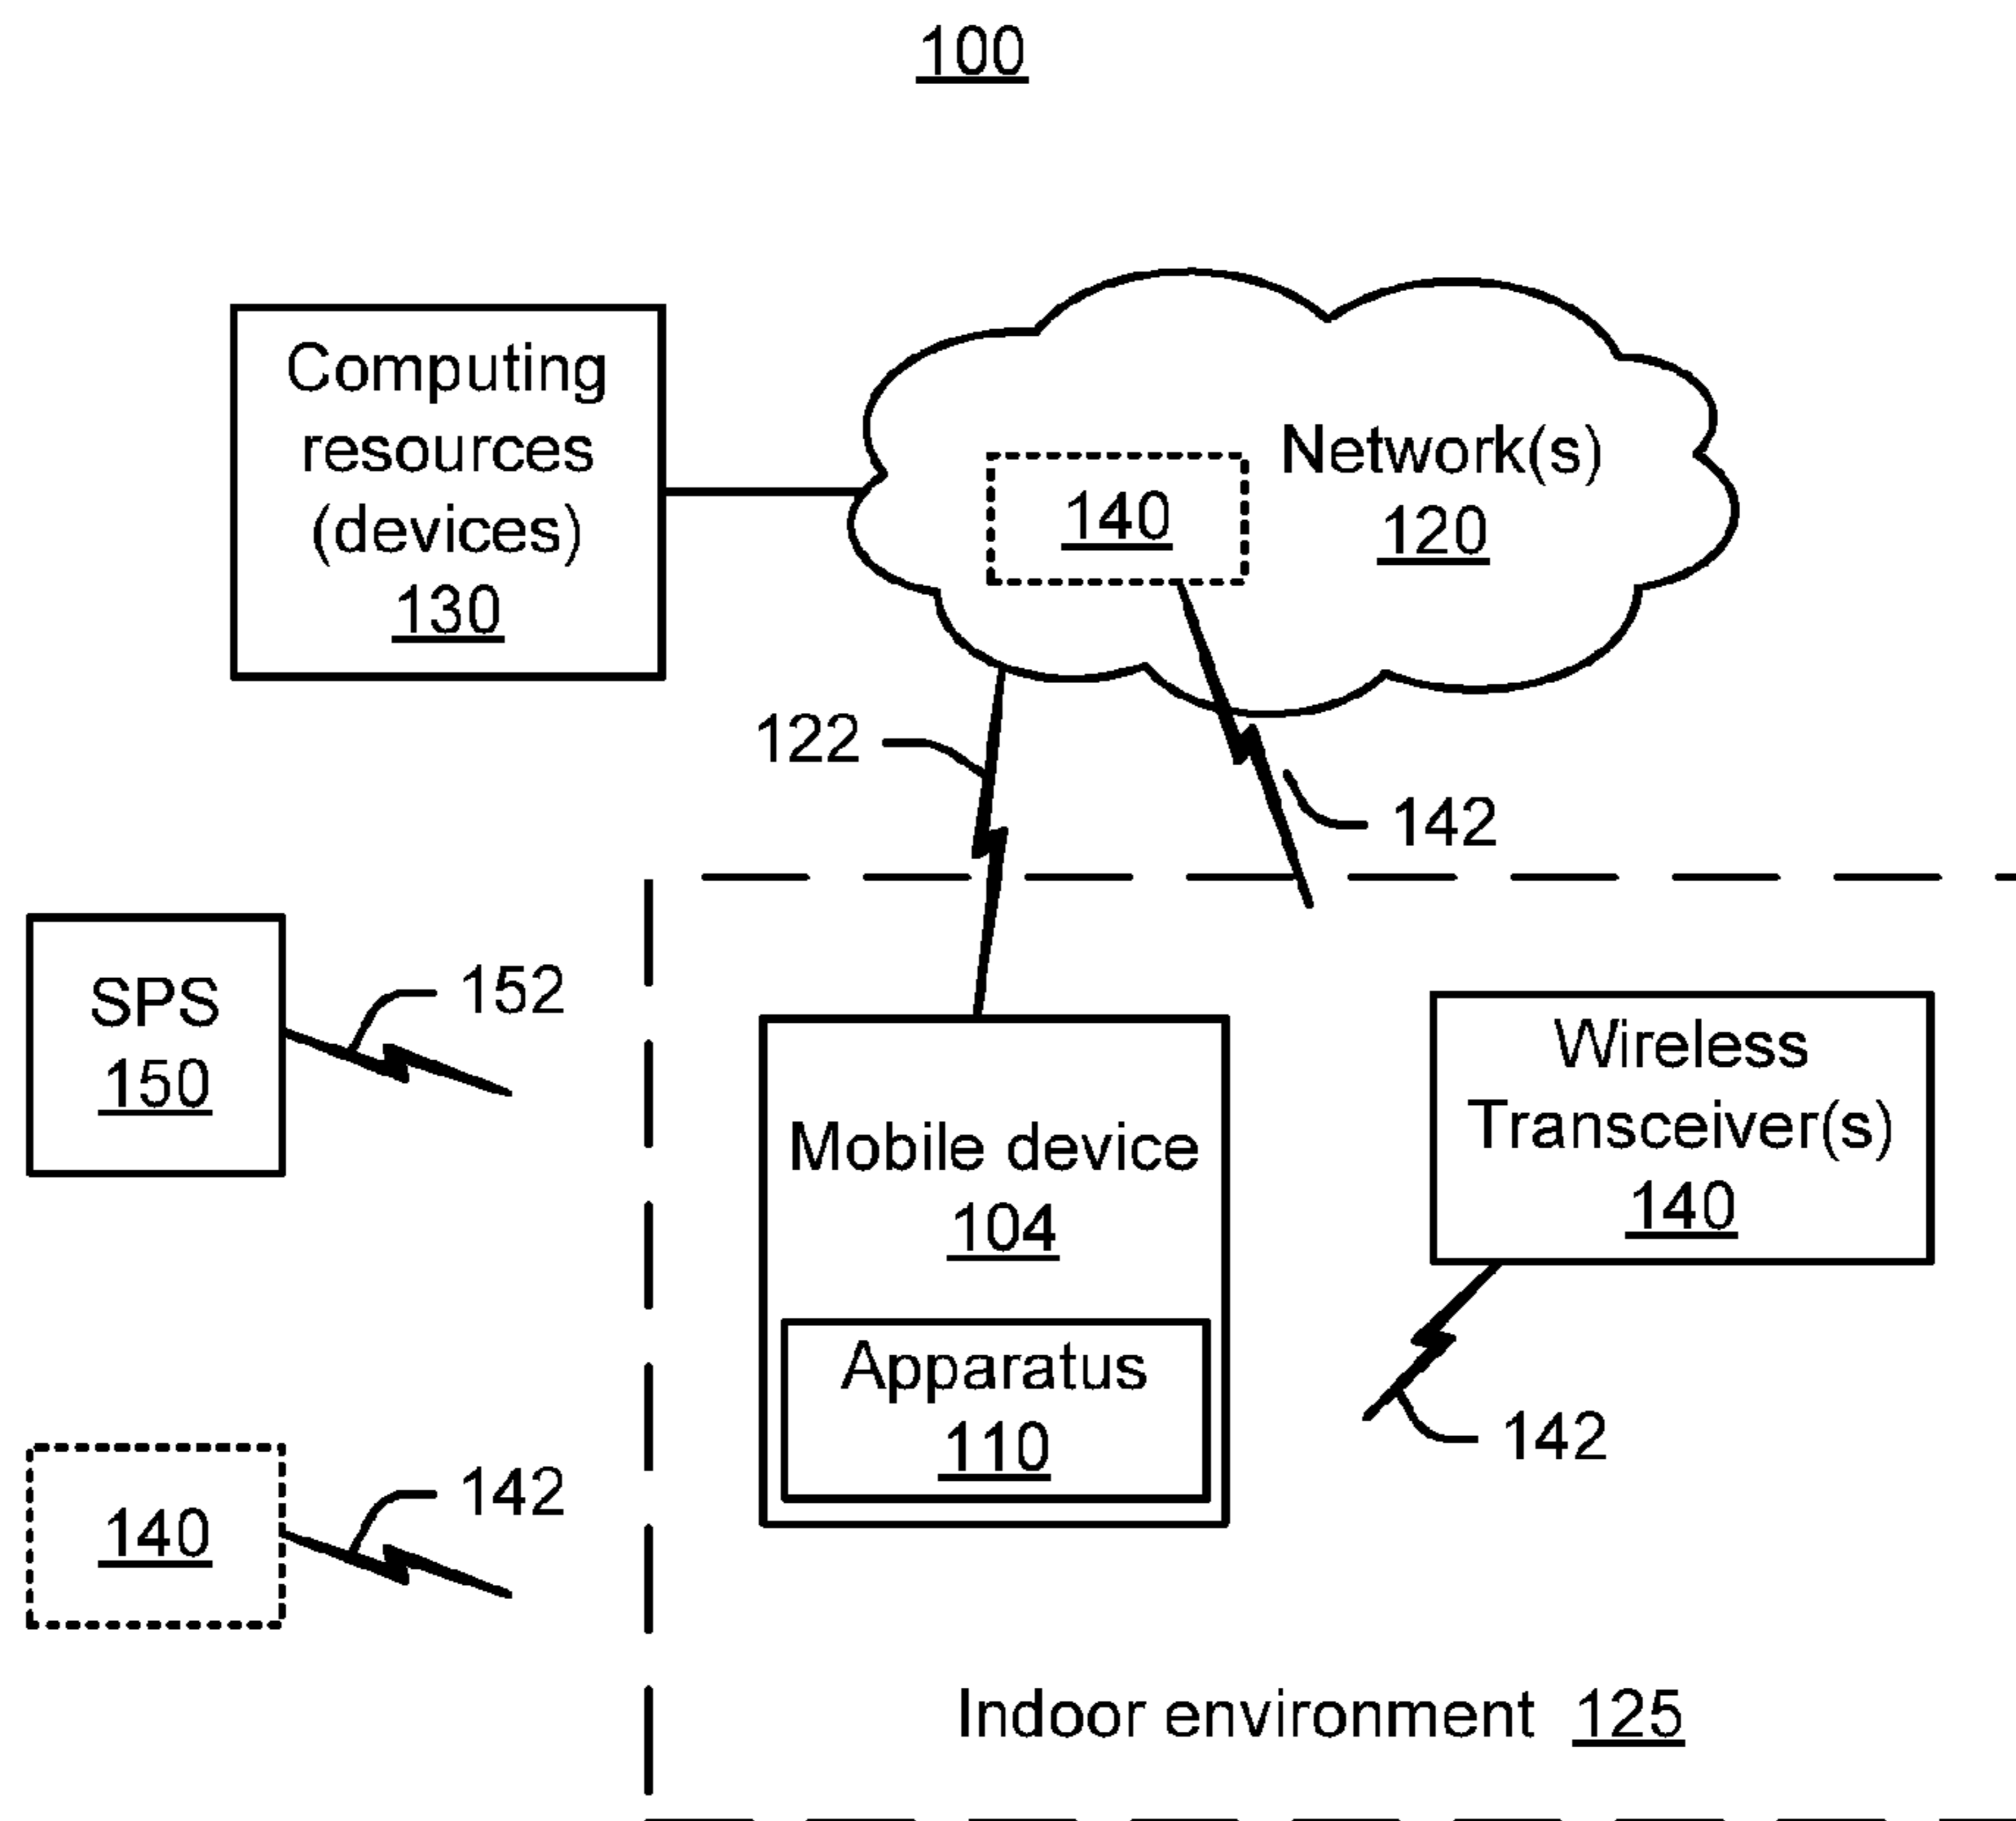 100
Computing
resources
(devices)
130
Network(s)
120
140
122
142
SPS
150
152
Mobile device
104
Apparatus
110
Wireless
Transceiver(s)
140
142
140
142
Indoor environment 125